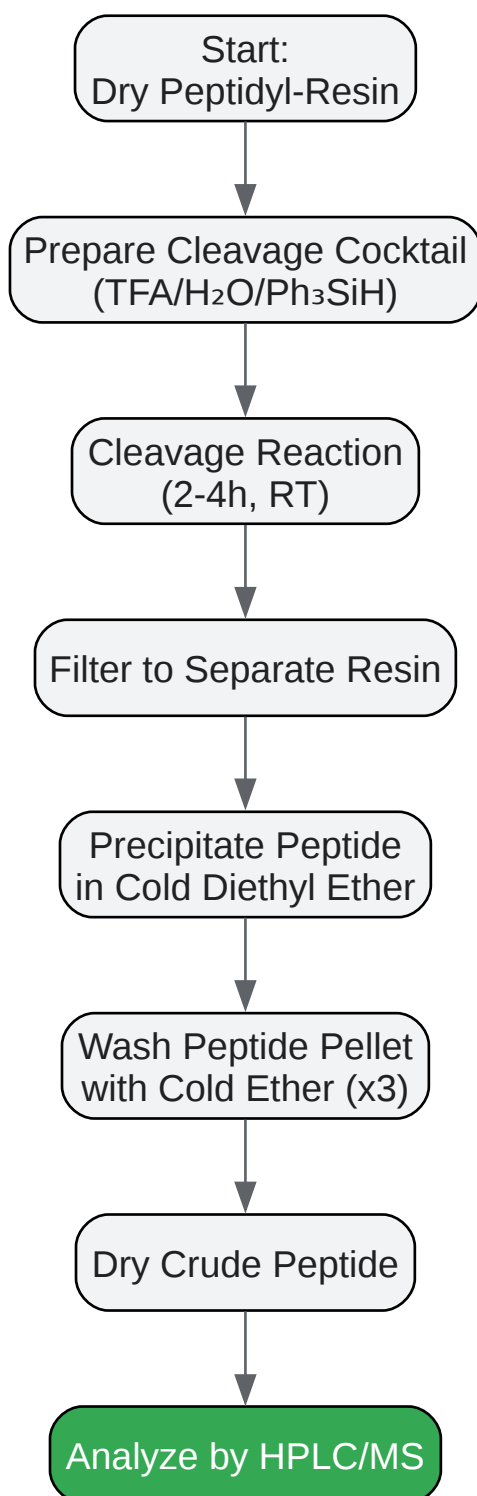 Start:
Dry Peptidyl-Resin
Prepare Cleavage Cocktail
(TFA/H₂O/Ph₃SiH)
Cleavage Reaction
(2-4h, RT)
Filter to Separate Resin
Precipitate Peptide
in Cold Diethyl Ether
Wash Peptide Pellet
with Cold Ether (x3)
Dry Crude Peptide
Analyze by HPLC/MS